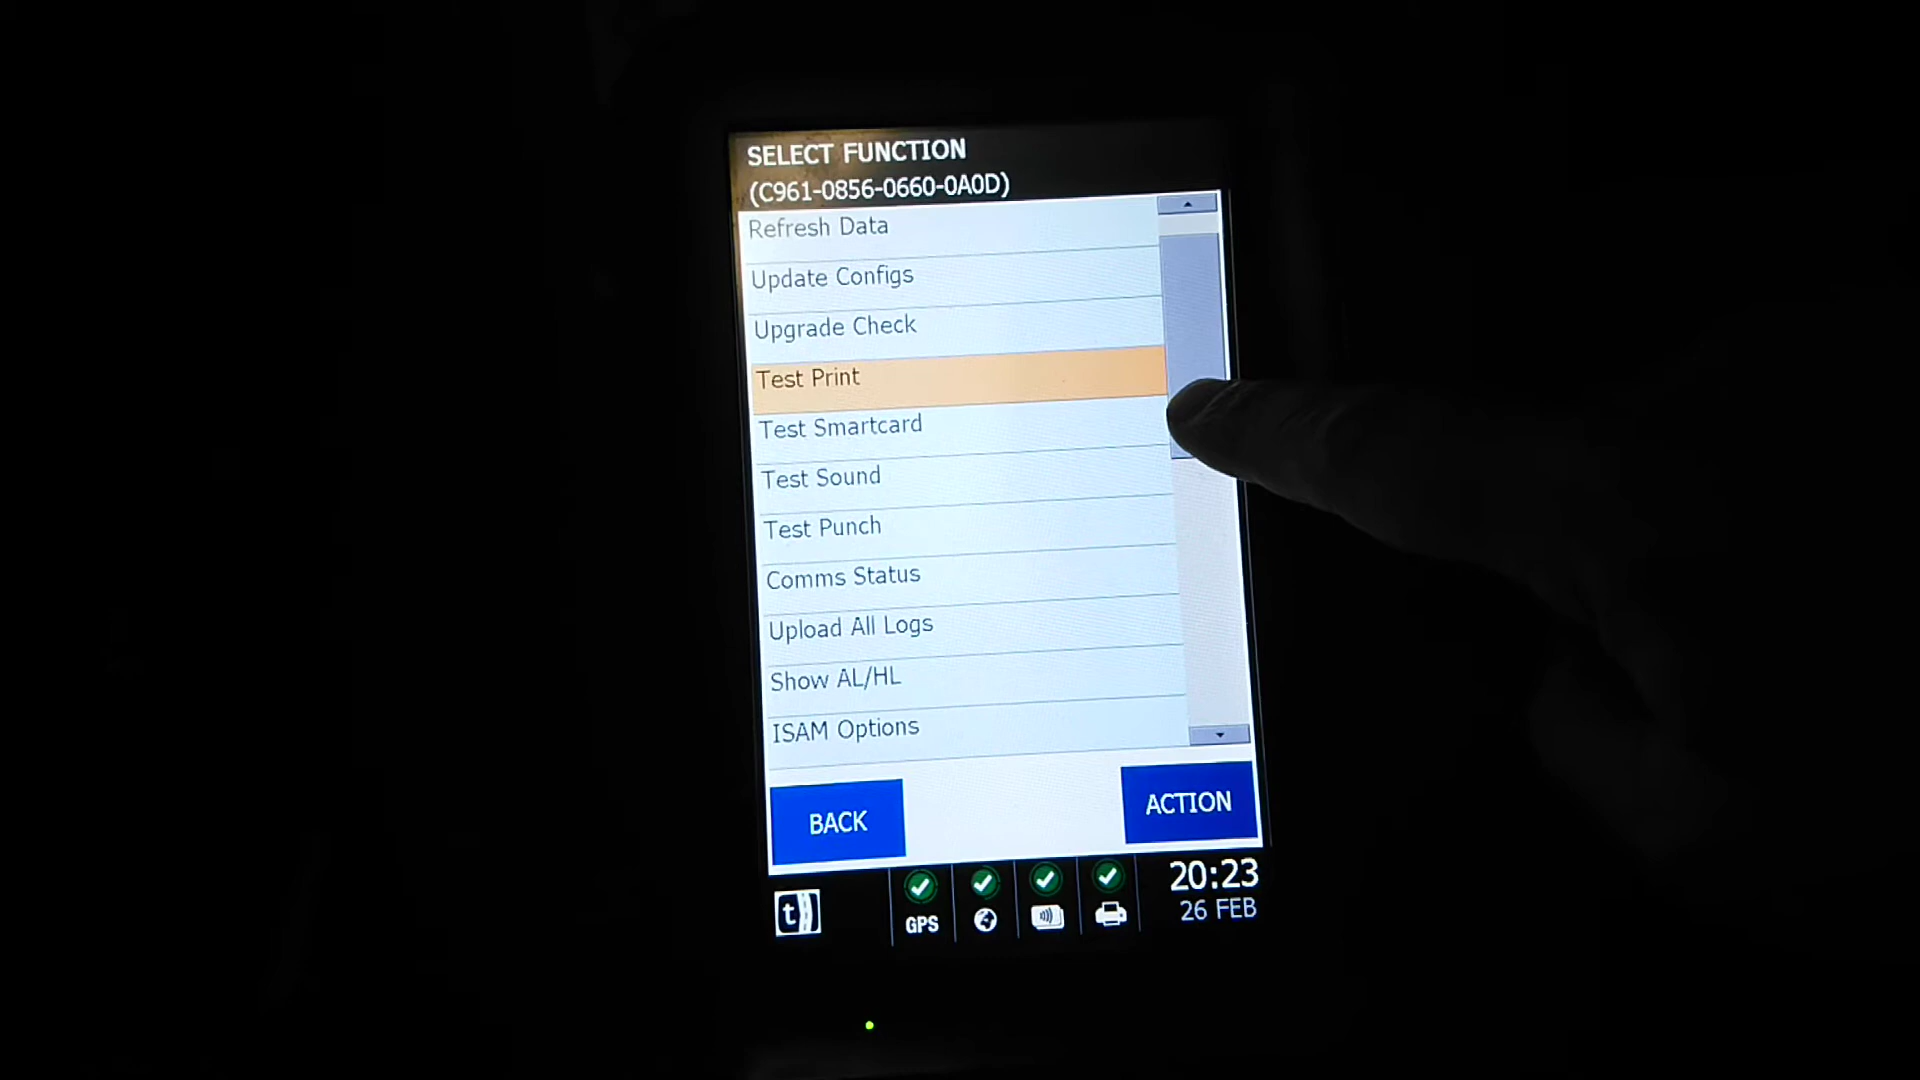 SELECT FUNCTION
(C961-0856-0660-0A0D)
Refresh Data
Update Configs
Upgrade Check
Test Print
Test Smartcard
Test Sound
Test Punch
Comms Status
Upload All Logs
Show AL/HL
ISAM Options
BACK
ACTION
t
GPS
20:23
26 FEB